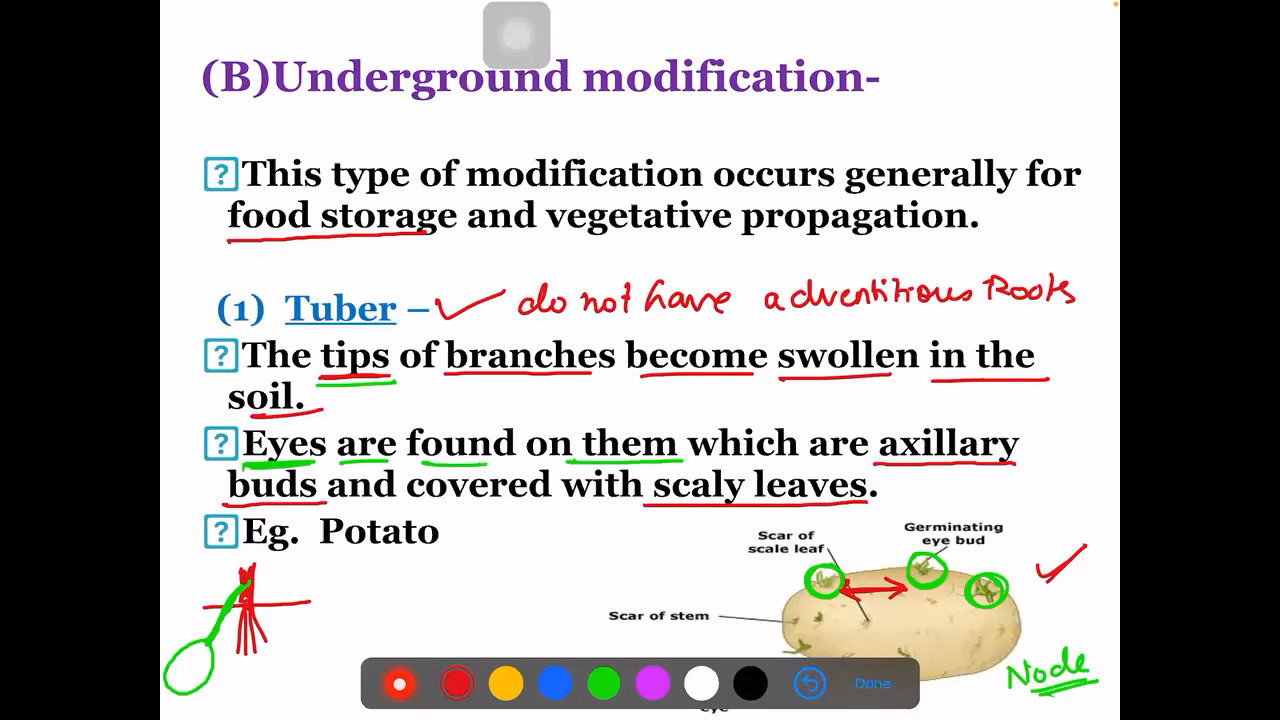 (B)Underground modification-
?This type of modification occurs generally for
food storage and vegetative propagation.
(1) Tuber – do not have adventitious Roots
?The tips of branches become swollen in the
soil.
?Eyes are found on them which are axillary
buds and covered with scaly leaves.
?Eg. Potato
Scar of
scale leaf
Germinating
eye bud
Scar of stem
Node
Done
eye